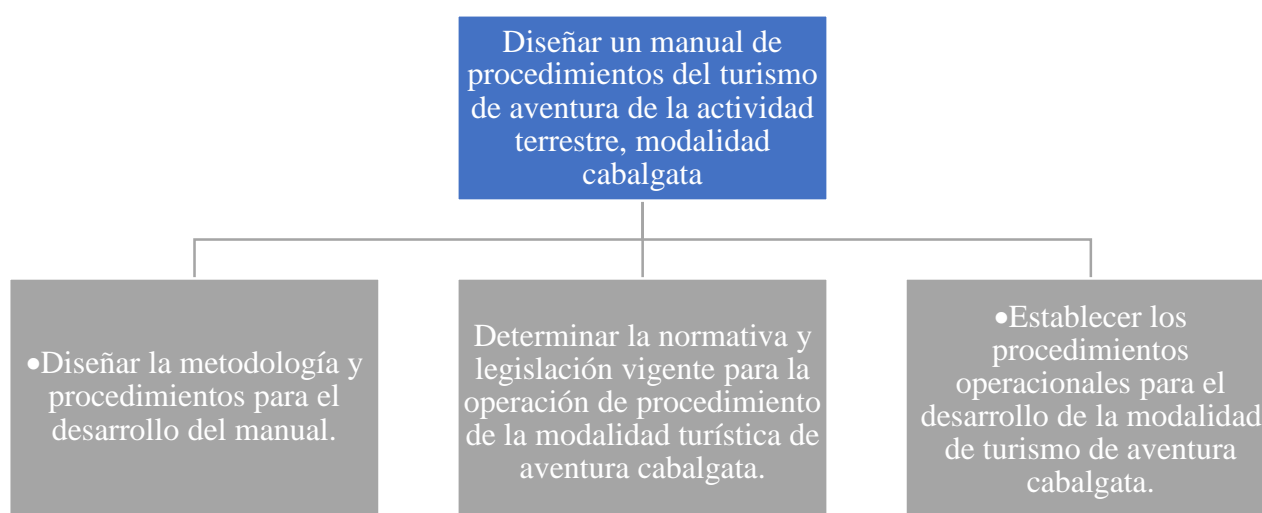 Diseñar un manual de
procedimientos del turismo
de aventura de la actividad
terrestre, modalidad
cabalgata
•Diseñar la metodología y
procedimientos para el
desarrollo del manual.
Determinar la normativa y
legislación vigente para la
operación de procedimiento
de la modalidad turística de
aventura cabalgata.
•Establecer los
procedimientos
operacionales para el
desarrollo de la modalidad
de turismo de aventura
cabalgata.